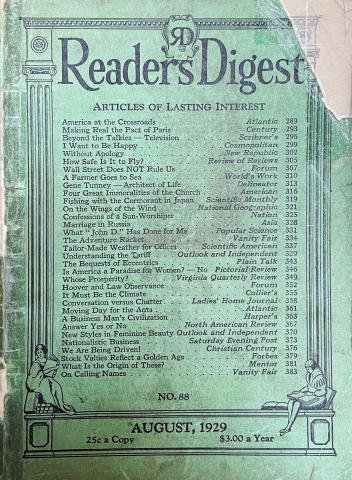 RD
Reader's Digest
ARTICLES OF LASTING INTEREST
America at the Crossroads Atlantic 289
Making Real the Pact of Paris Century 293
Beyond the Talkies — Television Scribner's 296
I Want to Be Happy Cosmopolitan 299
Without Apology New Republic 302
How Safe Is It to Fly? Review of Reviews 305
Wall Street Does NOT Rule Us Forum 307
A Farmer Goes to Sea World's Work 310
Gene Tunney — Architect of Life Delineator 313
Four Great Immoralities of the Church American 316
Fishing with the Cormorant in Japan Scientific Monthly 319
On the Wings of the Wind National Geographic 321
Confessions of a Sun-Worshiper Nation 325
Marriage in Russia Asia 328
What "John D." Has Done for Me Popular Science 331
The Adventure Racket Vanity Fair 334
Tailor-Made Weather for Offices Scientific American 337
Understanding the Tariff Outlook and Independent 339
The Bequests of Eccentrics Plain Talk 343
Is America a Paradise for Women? — No Pictorial Review 346
Whose Prosperity? Virginia Quarterly Review 349
Hoover and Law Observance Forum 352
It Must Be the Climate Collier's 355
Conversation versus Chatter Ladies' Home Journal 358
Moving Day for the Ants Atlantic 361
A Business Man's Civilization Harper's 363
Answer Yes or No North American Review 367
New Styles in Feminine Beauty Outlook and Independent 370
Nationalistic Business Saturday Evening Post 373
We Are Being Driven! Christian Century 376
Stock Values Reflect a Golden Age Forbes 379
What Is the Origin of These? Mentor 381
On Calling Names Vanity Fair 383
NO. 88
AUGUST, 1929
25c a Copy $3.00 a Year